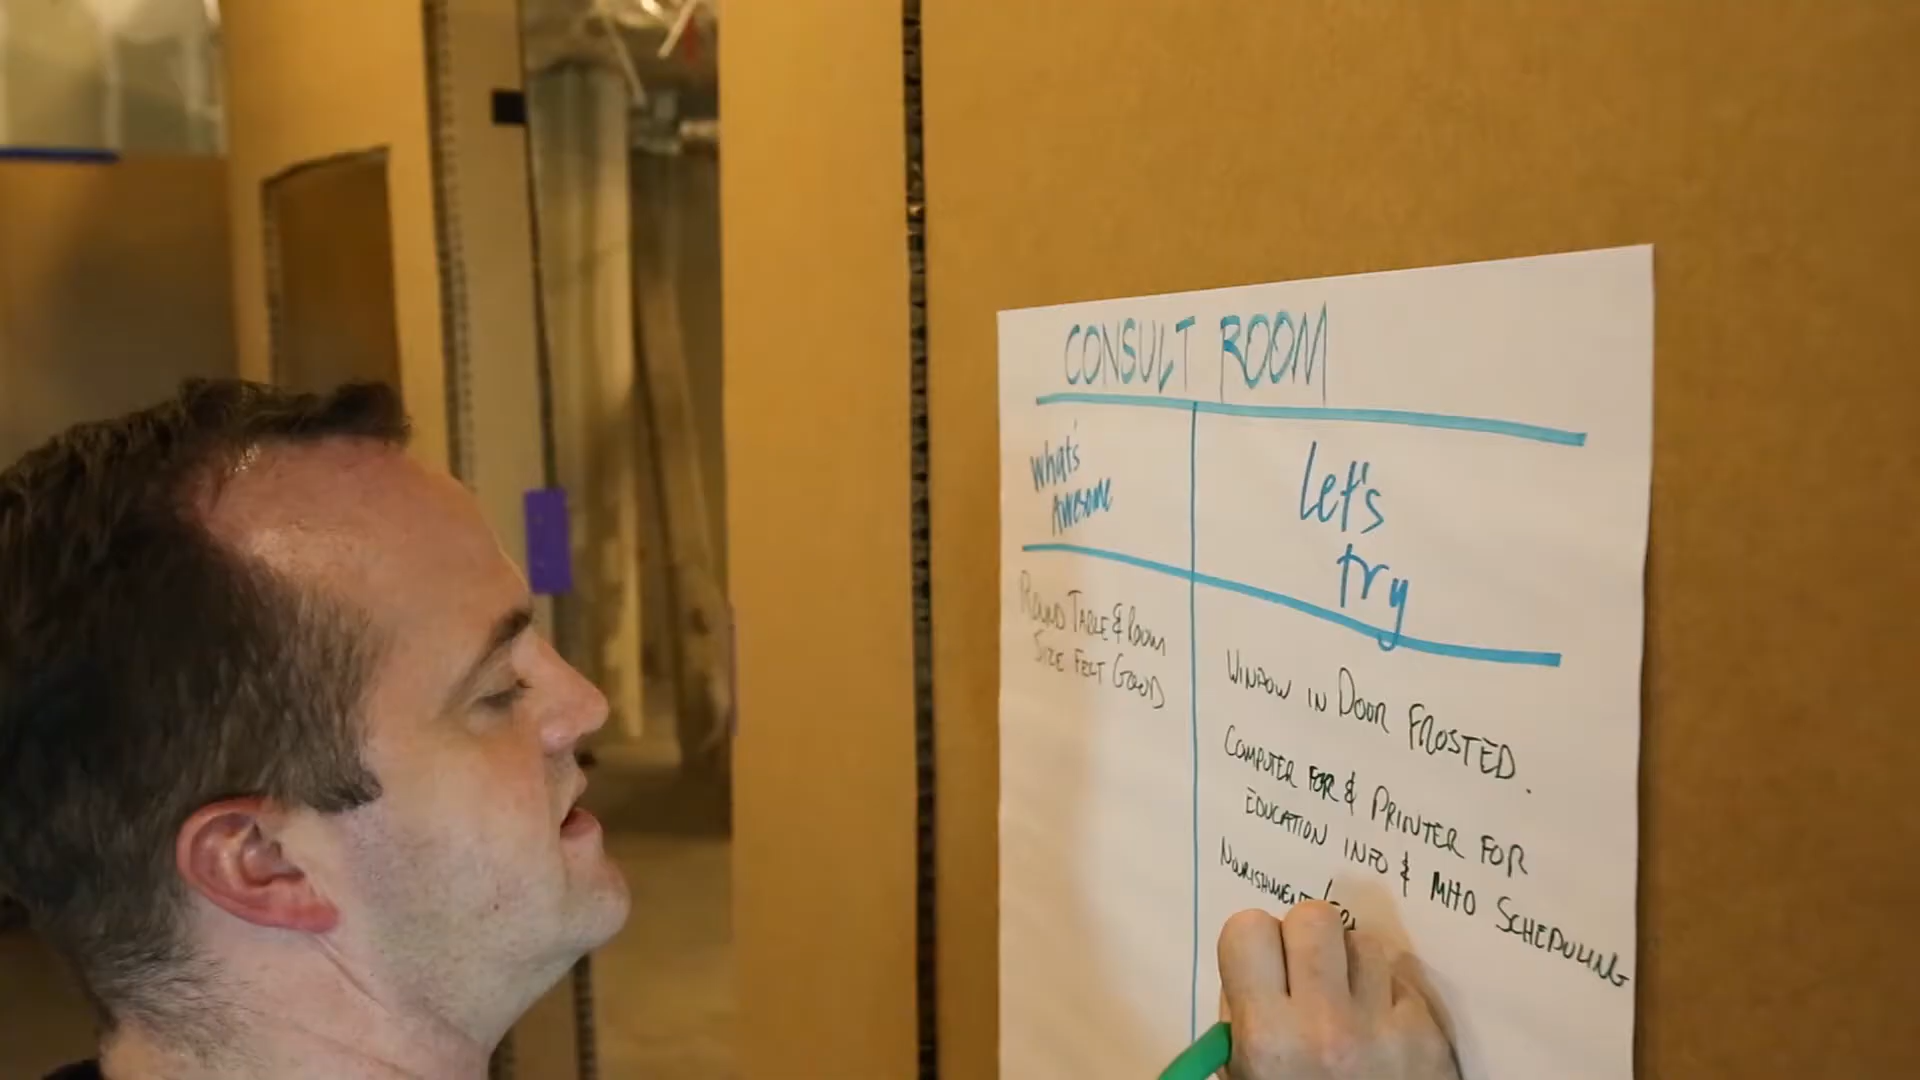 CONSULT ROOM
What's
Awesome
Let's
try
ROUND TABLE & ROOM
SIZE FELT GOOD
WINDOW IN DOOR FROSTED.
COMPUTER FOR & PRINTER FOR
EDUCATION INFO & MHO SCHEDULING
NOURISHMENT